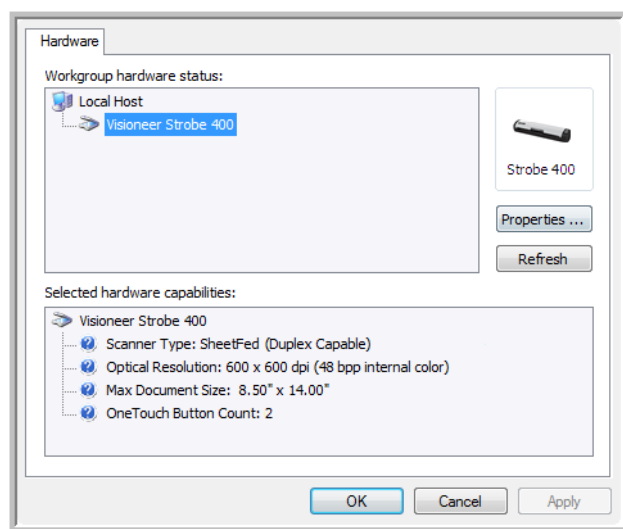 Hardware
Workgroup hardware status:
Local Host
Visioneer Strobe 400
Strobe 400
Properties ...
Refresh
Selected hardware capabilities:
Visioneer Strobe 400
Scanner Type: SheetFed (Duplex Capable)
Optical Resolution: 600 x 600 dpi (48 bpp internal color)
Max Document Size: 8.50" x 14.00"
OneTouch Button Count: 2
OK Cancel Apply